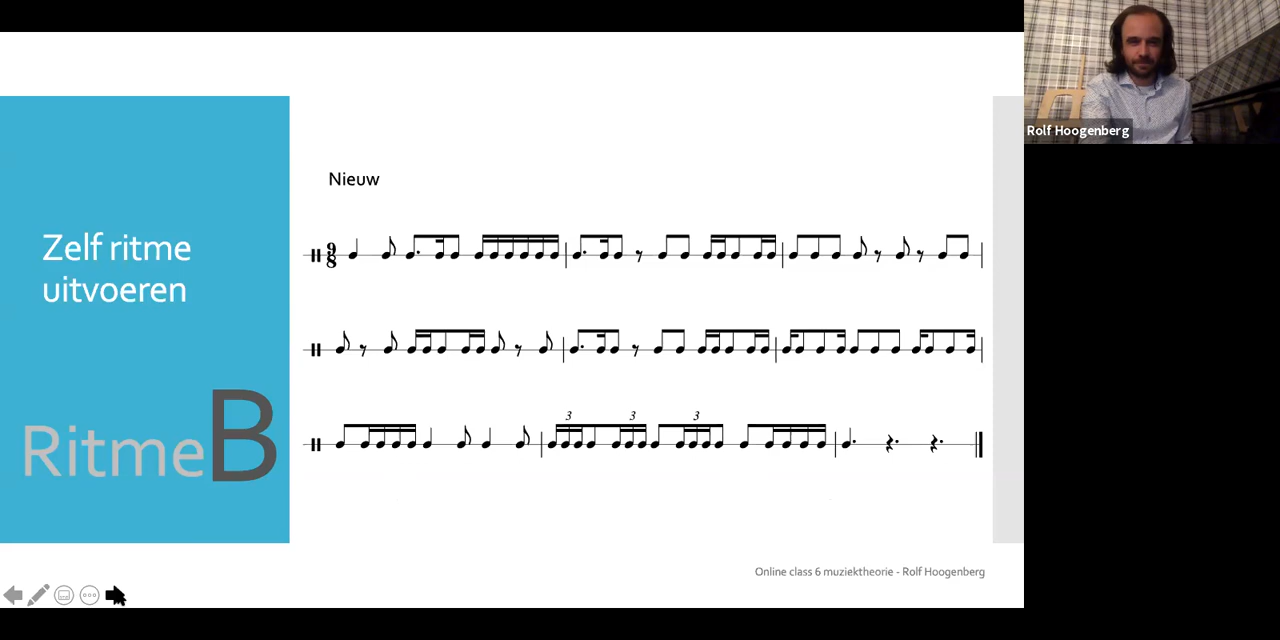 Rolf Hoogenberg
Nieuw
Zelf ritme
uitvoeren
9
8
3 3 3
RitmeB
Online class 6 muziektheorie - Rolf Hoogenberg